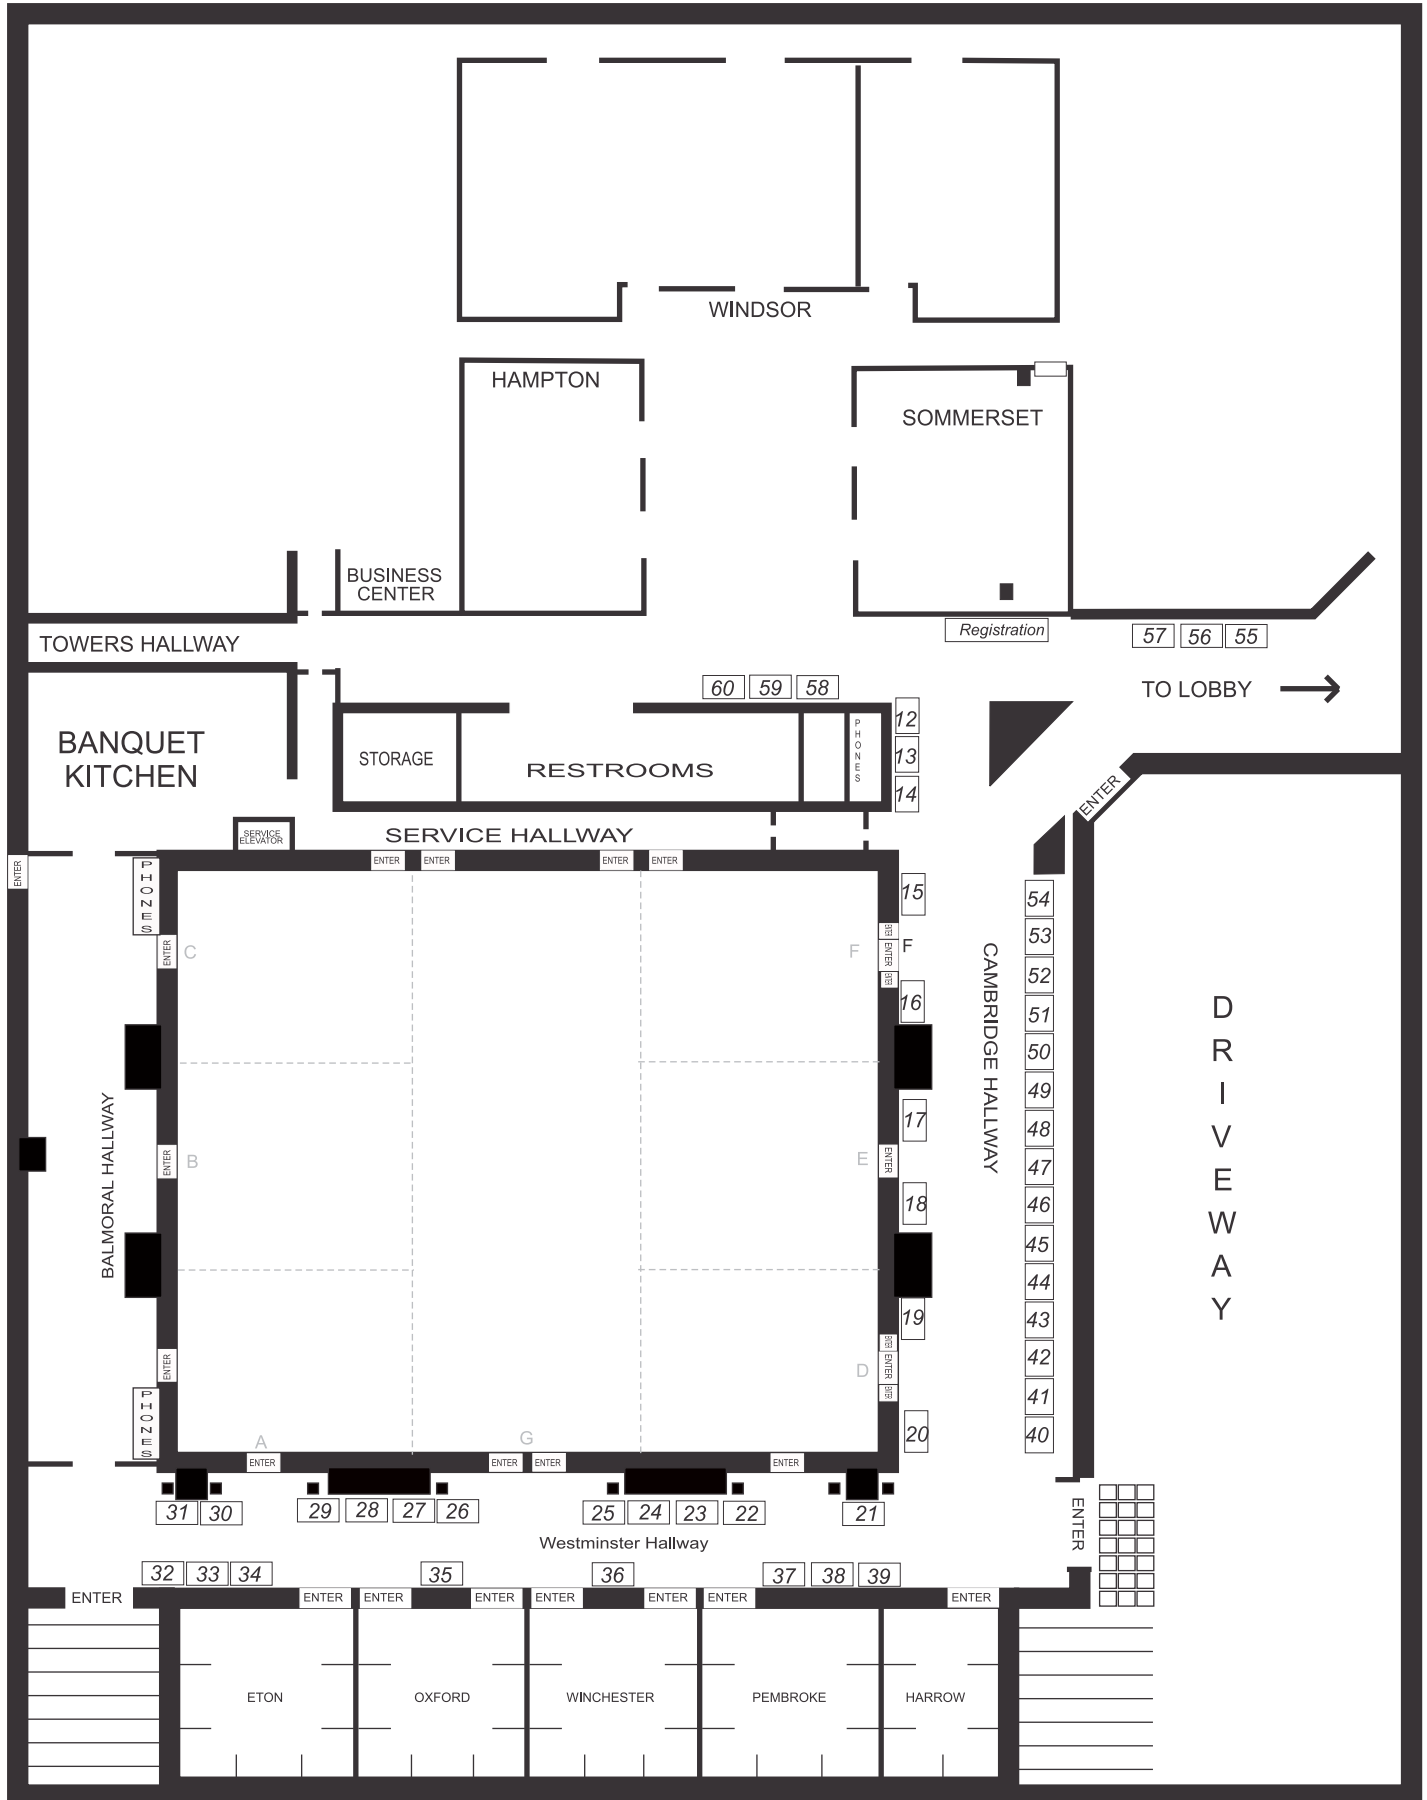 WINDSOR
HAMPTON
SOMMERSET
BUSINESS
CENTER
TOWERS HALLWAY
Registration
57 56 55
TO LOBBY
60 59 58
12
13
14
PHONES
BANQUET
KITCHEN
STORAGE
RESTROOMS
ENTER
SERVICE
ELEVATOR
SERVICE HALLWAY
ENTER
PHONES
ENTER ENTER ENTER ENTER
15
ENTER
ENTER
ENTER
F
16
17
ENTER
18
19
ENTER
ENTER
ENTER
20
C
F
B
E
D
A
G
ENTER
ENTER
ENTER
BALMORAL HALLWAY
PHONES
CAMBRIDGE HALLWAY
54
53
52
51
50
49
48
47
46
45
44
43
42
41
40
DRIVEWAY
ENTER ENTER ENTER ENTER
31 30 29 28 27 26 25 24 23 22 21
ENTER
Westminster Hallway
32 33 34 35 36 37 38 39
ENTER ENTER ENTER ENTER ENTER ENTER ENTER ENTER
ETON OXFORD WINCHESTER PEMBROKE HARROW